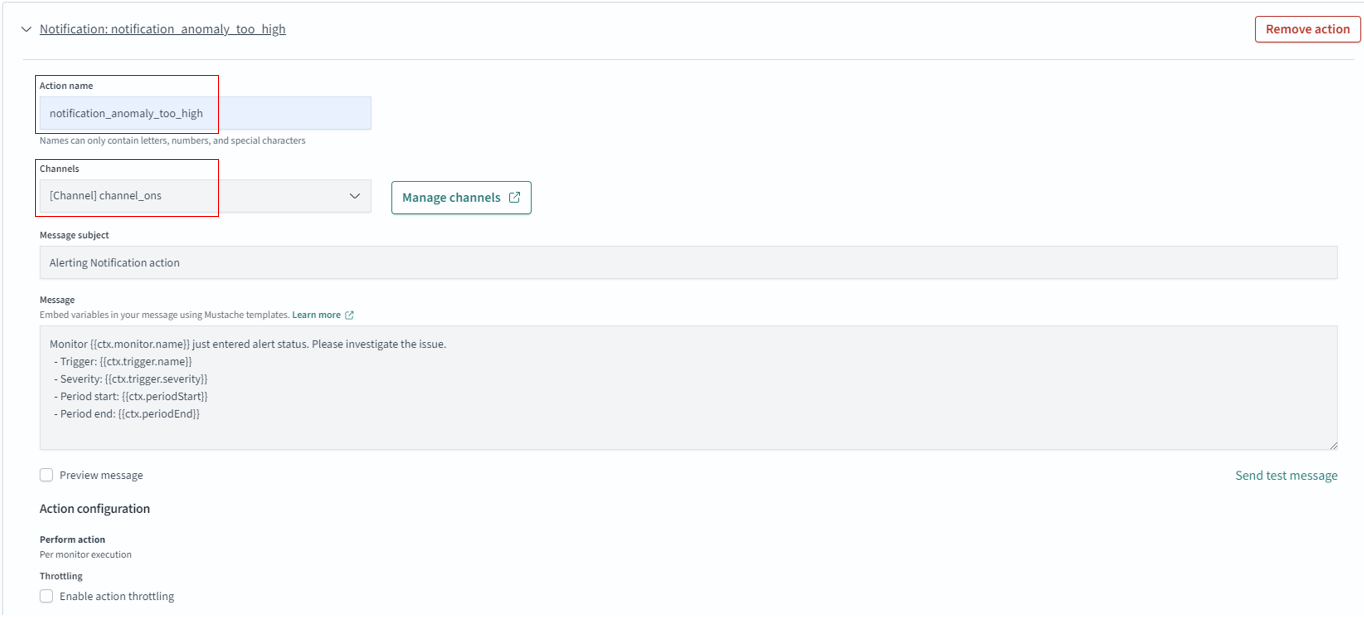 Notification: notification_anomaly_too_high
Remove action
Action name
notification_anomaly_too_high
Names can only contain letters, numbers, and special characters
Channels
[Channel] channel_ons
Manage channels
Message subject
Alerting Notification action
Message
Embed variables in your message using Mustache templates. Learn more
Monitor {{ctx.monitor.name}} just entered alert status. Please investigate the issue.
- Trigger: {{ctx.trigger.name}}
- Severity: {{ctx.trigger.severity}}
- Period start: {{ctx.periodStart}}
- Period end: {{ctx.periodEnd}}
Preview message
Send test message
Action configuration
Perform action
Per monitor execution
Throttling
Enable action throttling